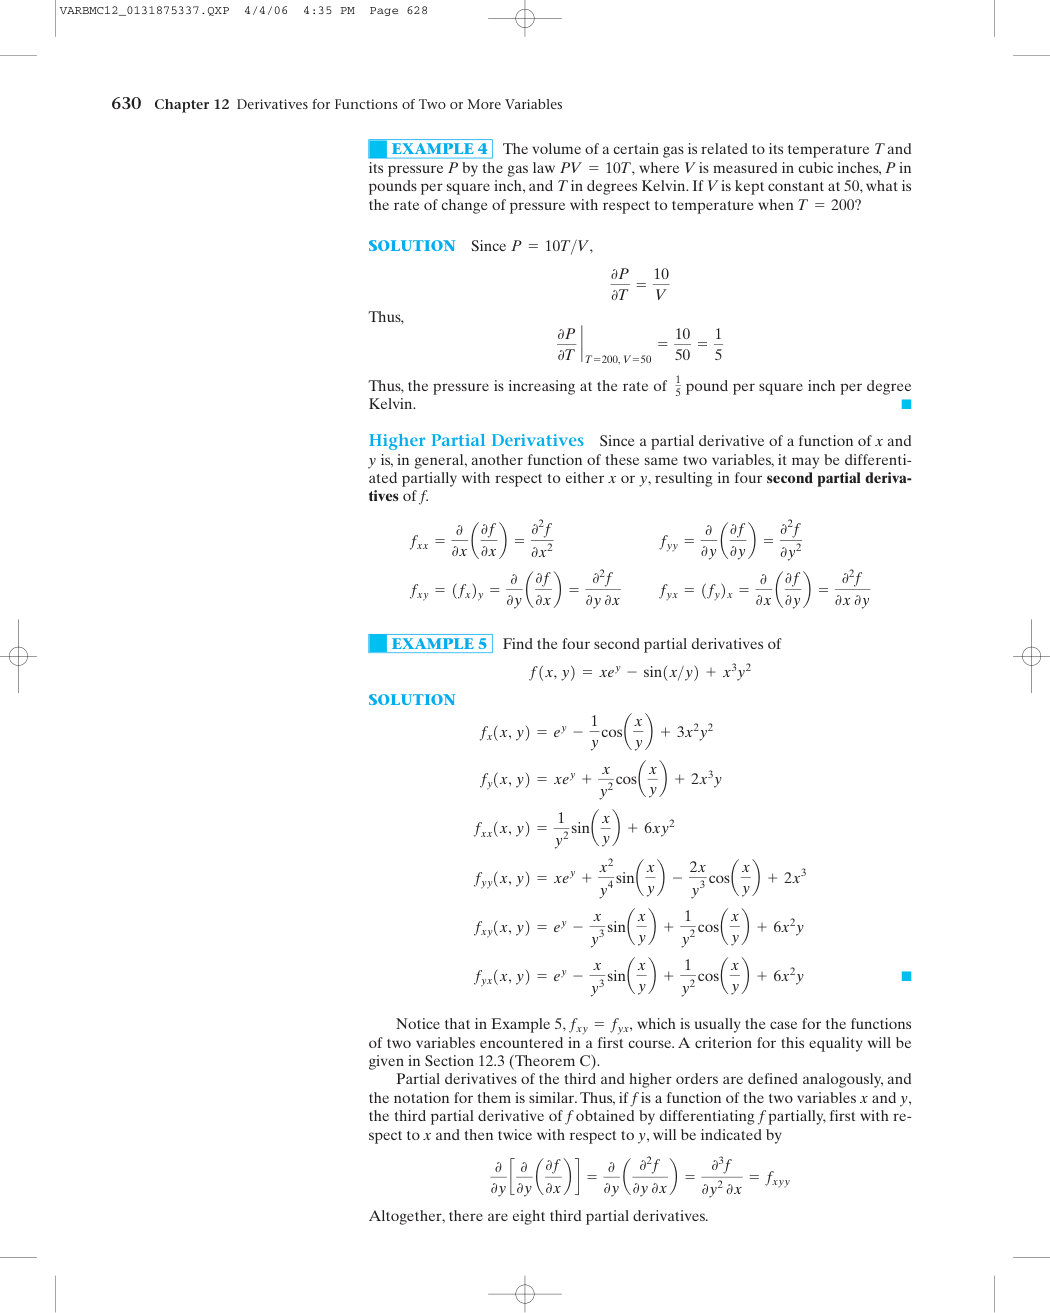 VARBMC12_0131875337.QXP 4/4/06 4:35 PM Page 628
630 Chapter 12 Derivatives for Functions of Two or More Variables
EXAMPLE 4 The volume of a certain gas is related to its temperature T and
its pressure P by the gas law PV = 10T, where V is measured in cubic inches, P in
pounds per square inch, and T in degrees Kelvin. If V is kept constant at 50, what is
the rate of change of pressure with respect to temperature when T = 200?
SOLUTION Since P = 10T/V,
∂P/∂T = 10/V
Thus,
∂P/∂T |T=200, V=50 = 10/50 = 1/5
Thus, the pressure is increasing at the rate of 1/5 pound per square inch per degree
Kelvin.
Higher Partial Derivatives Since a partial derivative of a function of x and
y is, in general, another function of these same two variables, it may be differenti-
ated partially with respect to either x or y, resulting in four second partial deriva-
tives of f.
fxx = ∂/∂x (∂f/∂x) = ∂²f/∂x² fyy = ∂/∂y (∂f/∂y) = ∂²f/∂y²
fxy = (fx)y = ∂/∂y (∂f/∂x) = ∂²f/∂y ∂x fyx = (fy)x = ∂/∂x (∂f/∂y) = ∂²f/∂x ∂y
EXAMPLE 5 Find the four second partial derivatives of
f(x, y) = xe^y − sin(x/y) + x³y²
SOLUTION
fx(x, y) = e^y − 1/y cos(x/y) + 3x²y²
fy(x, y) = xe^y + x/y² cos(x/y) + 2x³y
fxx(x, y) = 1/y² sin(x/y) + 6xy²
fyy(x, y) = xe^y + x²/y⁴ sin(x/y) − 2x/y³ cos(x/y) + 2x³
fxy(x, y) = e^y − x/y³ sin(x/y) + 1/y² cos(x/y) + 6x²y
fyx(x, y) = e^y − x/y³ sin(x/y) + 1/y² cos(x/y) + 6x²y
Notice that in Example 5, fxy = fyx, which is usually the case for the functions
of two variables encountered in a first course. A criterion for this equality will be
given in Section 12.3 (Theorem C).
Partial derivatives of the third and higher orders are defined analogously, and
the notation for them is similar. Thus, if f is a function of the two variables x and y,
the third partial derivative of f obtained by differentiating f partially, first with re-
spect to x and then twice with respect to y, will be indicated by
∂/∂y [∂/∂y (∂f/∂x)] = ∂/∂y (∂²f/∂y ∂x) = ∂³f/∂y² ∂x = fxyy
Altogether, there are eight third partial derivatives.